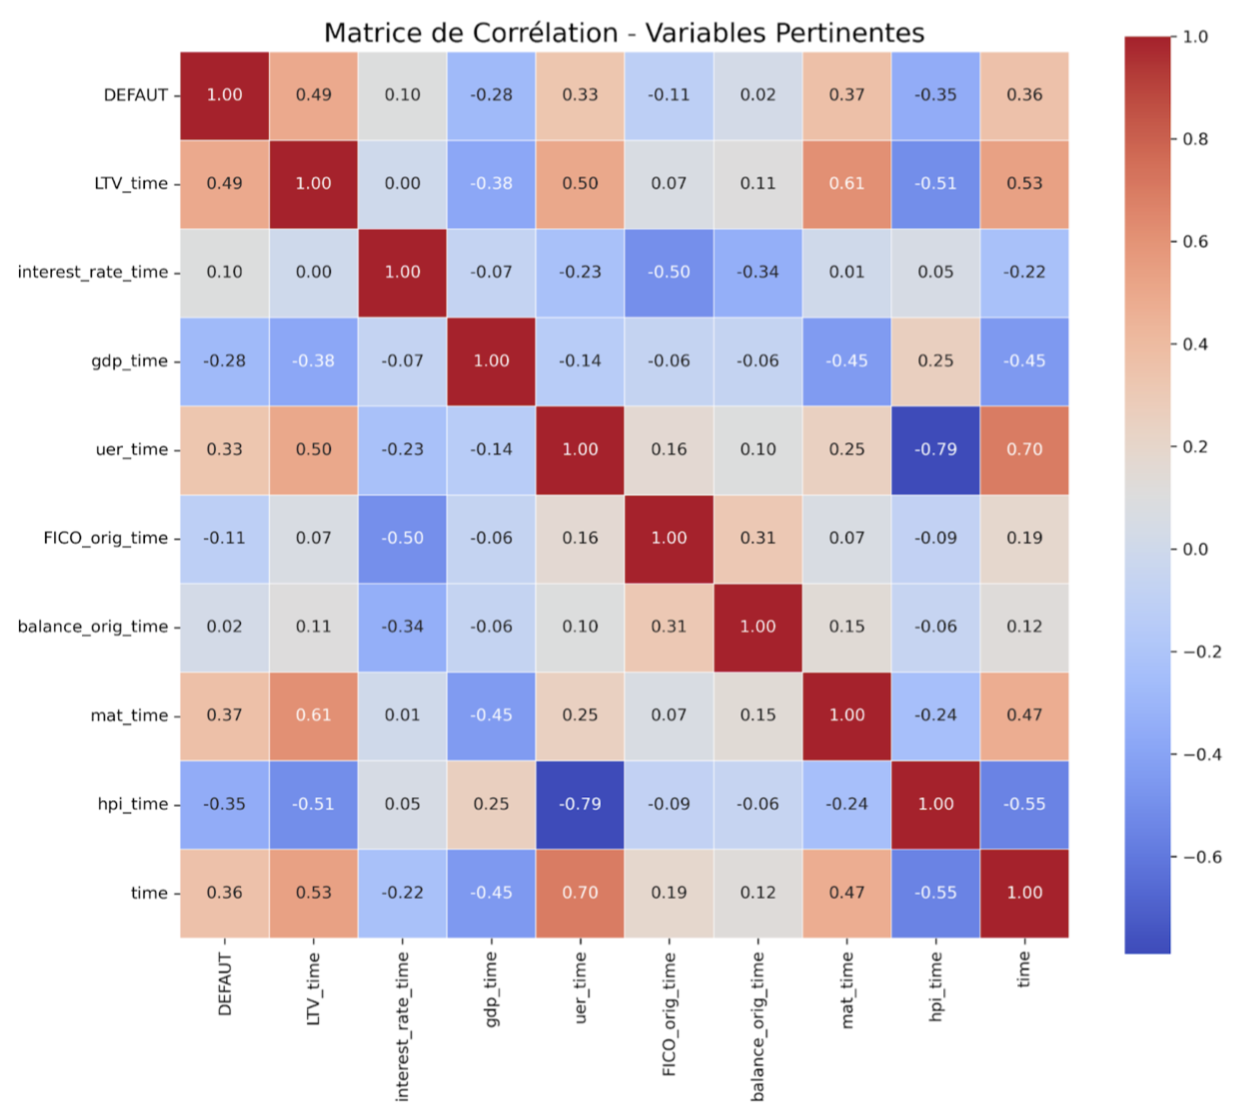 Matrice de Corrélation - Variables Pertinentes
DEFAUT 1.00 0.49 0.10 -0.28 0.33 -0.11 0.02 0.37 -0.35 0.36
LTV_time 0.49 1.00 0.00 -0.38 0.50 0.07 0.11 0.61 -0.51 0.53
interest_rate_time 0.10 0.00 1.00 -0.07 -0.23 -0.50 -0.34 0.01 0.05 -0.22
gdp_time -0.28 -0.38 -0.07 1.00 -0.14 -0.06 -0.06 -0.45 0.25 -0.45
uer_time 0.33 0.50 -0.23 -0.14 1.00 0.16 0.10 0.25 -0.79 0.70
FICO_orig_time -0.11 0.07 -0.50 -0.06 0.16 1.00 0.31 0.07 -0.09 0.19
balance_orig_time 0.02 0.11 -0.34 -0.06 0.10 0.31 1.00 0.15 -0.06 0.12
mat_time 0.37 0.61 0.01 -0.45 0.25 0.07 0.15 1.00 -0.24 0.47
hpi_time -0.35 -0.51 0.05 0.25 -0.79 -0.09 -0.06 -0.24 1.00 -0.55
time 0.36 0.53 -0.22 -0.45 0.70 0.19 0.12 0.47 -0.55 1.00
DEFAUT
LTV_time
interest_rate_time
gdp_time
uer_time
FICO_orig_time
balance_orig_time
mat_time
hpi_time
time
1.0
0.8
0.6
0.4
0.2
0.0
−0.2
−0.4
−0.6